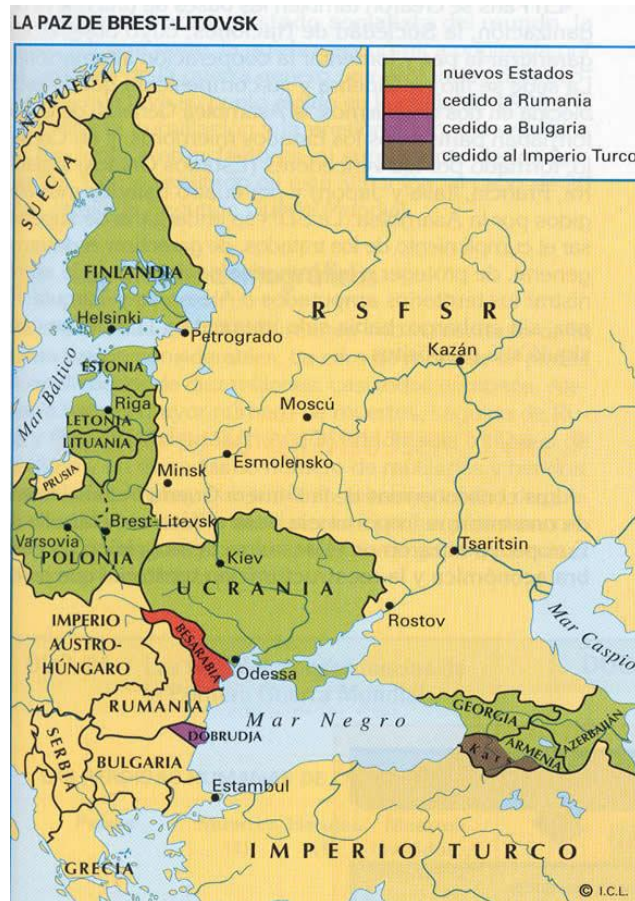 LA PAZ DE BREST-LITOVSK
nuevos Estados
cedido a Rumania
cedido a Bulgaria
cedido al Imperio Turco
NORUEGA
SUECIA
FINLANDIA
Helsinki
Petrogrado
R S F S R
Kazán
Mar Báltico
ESTONIA
Riga
LETONIA
LITUANIA
Moscú
PRUSIA
Minsk
Esmolensko
Varsovia
Brest-Litovsk
POLONIA
Kiev
UCRANIA
Tsaritsin
Rostov
IMPERIO
AUSTRO-
HÚNGARO
BESARABIA
Odessa
Mar Caspio
RUMANIA
Mar Negro
GEORGIA
AZERBAIJÁN
ARMENIA
Kars
DOBRUDJA
SERBIA
BULGARIA
Estambul
GRECIA
IMPERIO TURCO
© I.C.L.